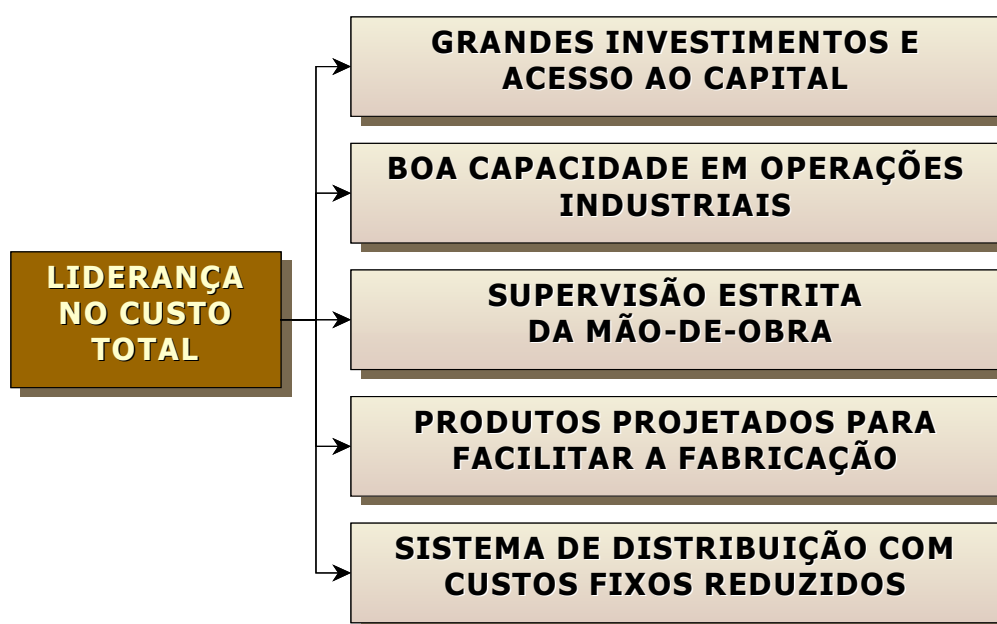 LIDERANÇA
NO CUSTO
TOTAL
GRANDES INVESTIMENTOS E
ACESSO AO CAPITAL
BOA CAPACIDADE EM OPERAÇÕES
INDUSTRIAIS
SUPERVISÃO ESTRITA
DA MÃO-DE-OBRA
PRODUTOS PROJETADOS PARA
FACILITAR A FABRICAÇÃO
SISTEMA DE DISTRIBUIÇÃO COM
CUSTOS FIXOS REDUZIDOS